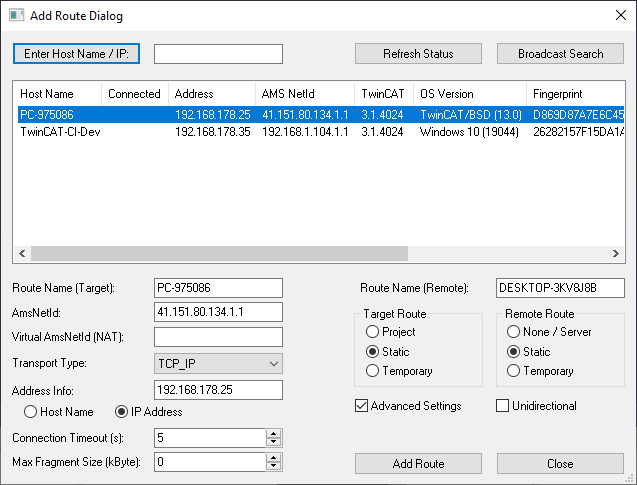 Add Route Dialog
Enter Host Name / IP: Refresh Status Broadcast Search
Host Name Connected Address AMS NetId TwinCAT OS Version Fingerprint
PC-975086 192.168.178.25 41.151.80.134.1.1 3.1.4024 TwinCAT/BSD (13.0) D869D87A7E6C45
TwinCAT-CI-Dev 192.168.178.35 192.168.1.104.1.1 3.1.4024 Windows 10 (19044) 26282157F15DA1A
Route Name (Target): PC-975086 Route Name (Remote): DESKTOP-3KV8J8B
AmsNetId: 41.151.80.134.1.1 Target Route Remote Route
Virtual AmsNetId (NAT): Project None / Server
Transport Type: TCP_IP Static Static
Address Info: 192.168.178.25 Temporary Temporary
Host Name IP Address Advanced Settings Unidirectional
Connection Timeout (s): 5
Max Fragment Size (kByte): 0 Add Route Close